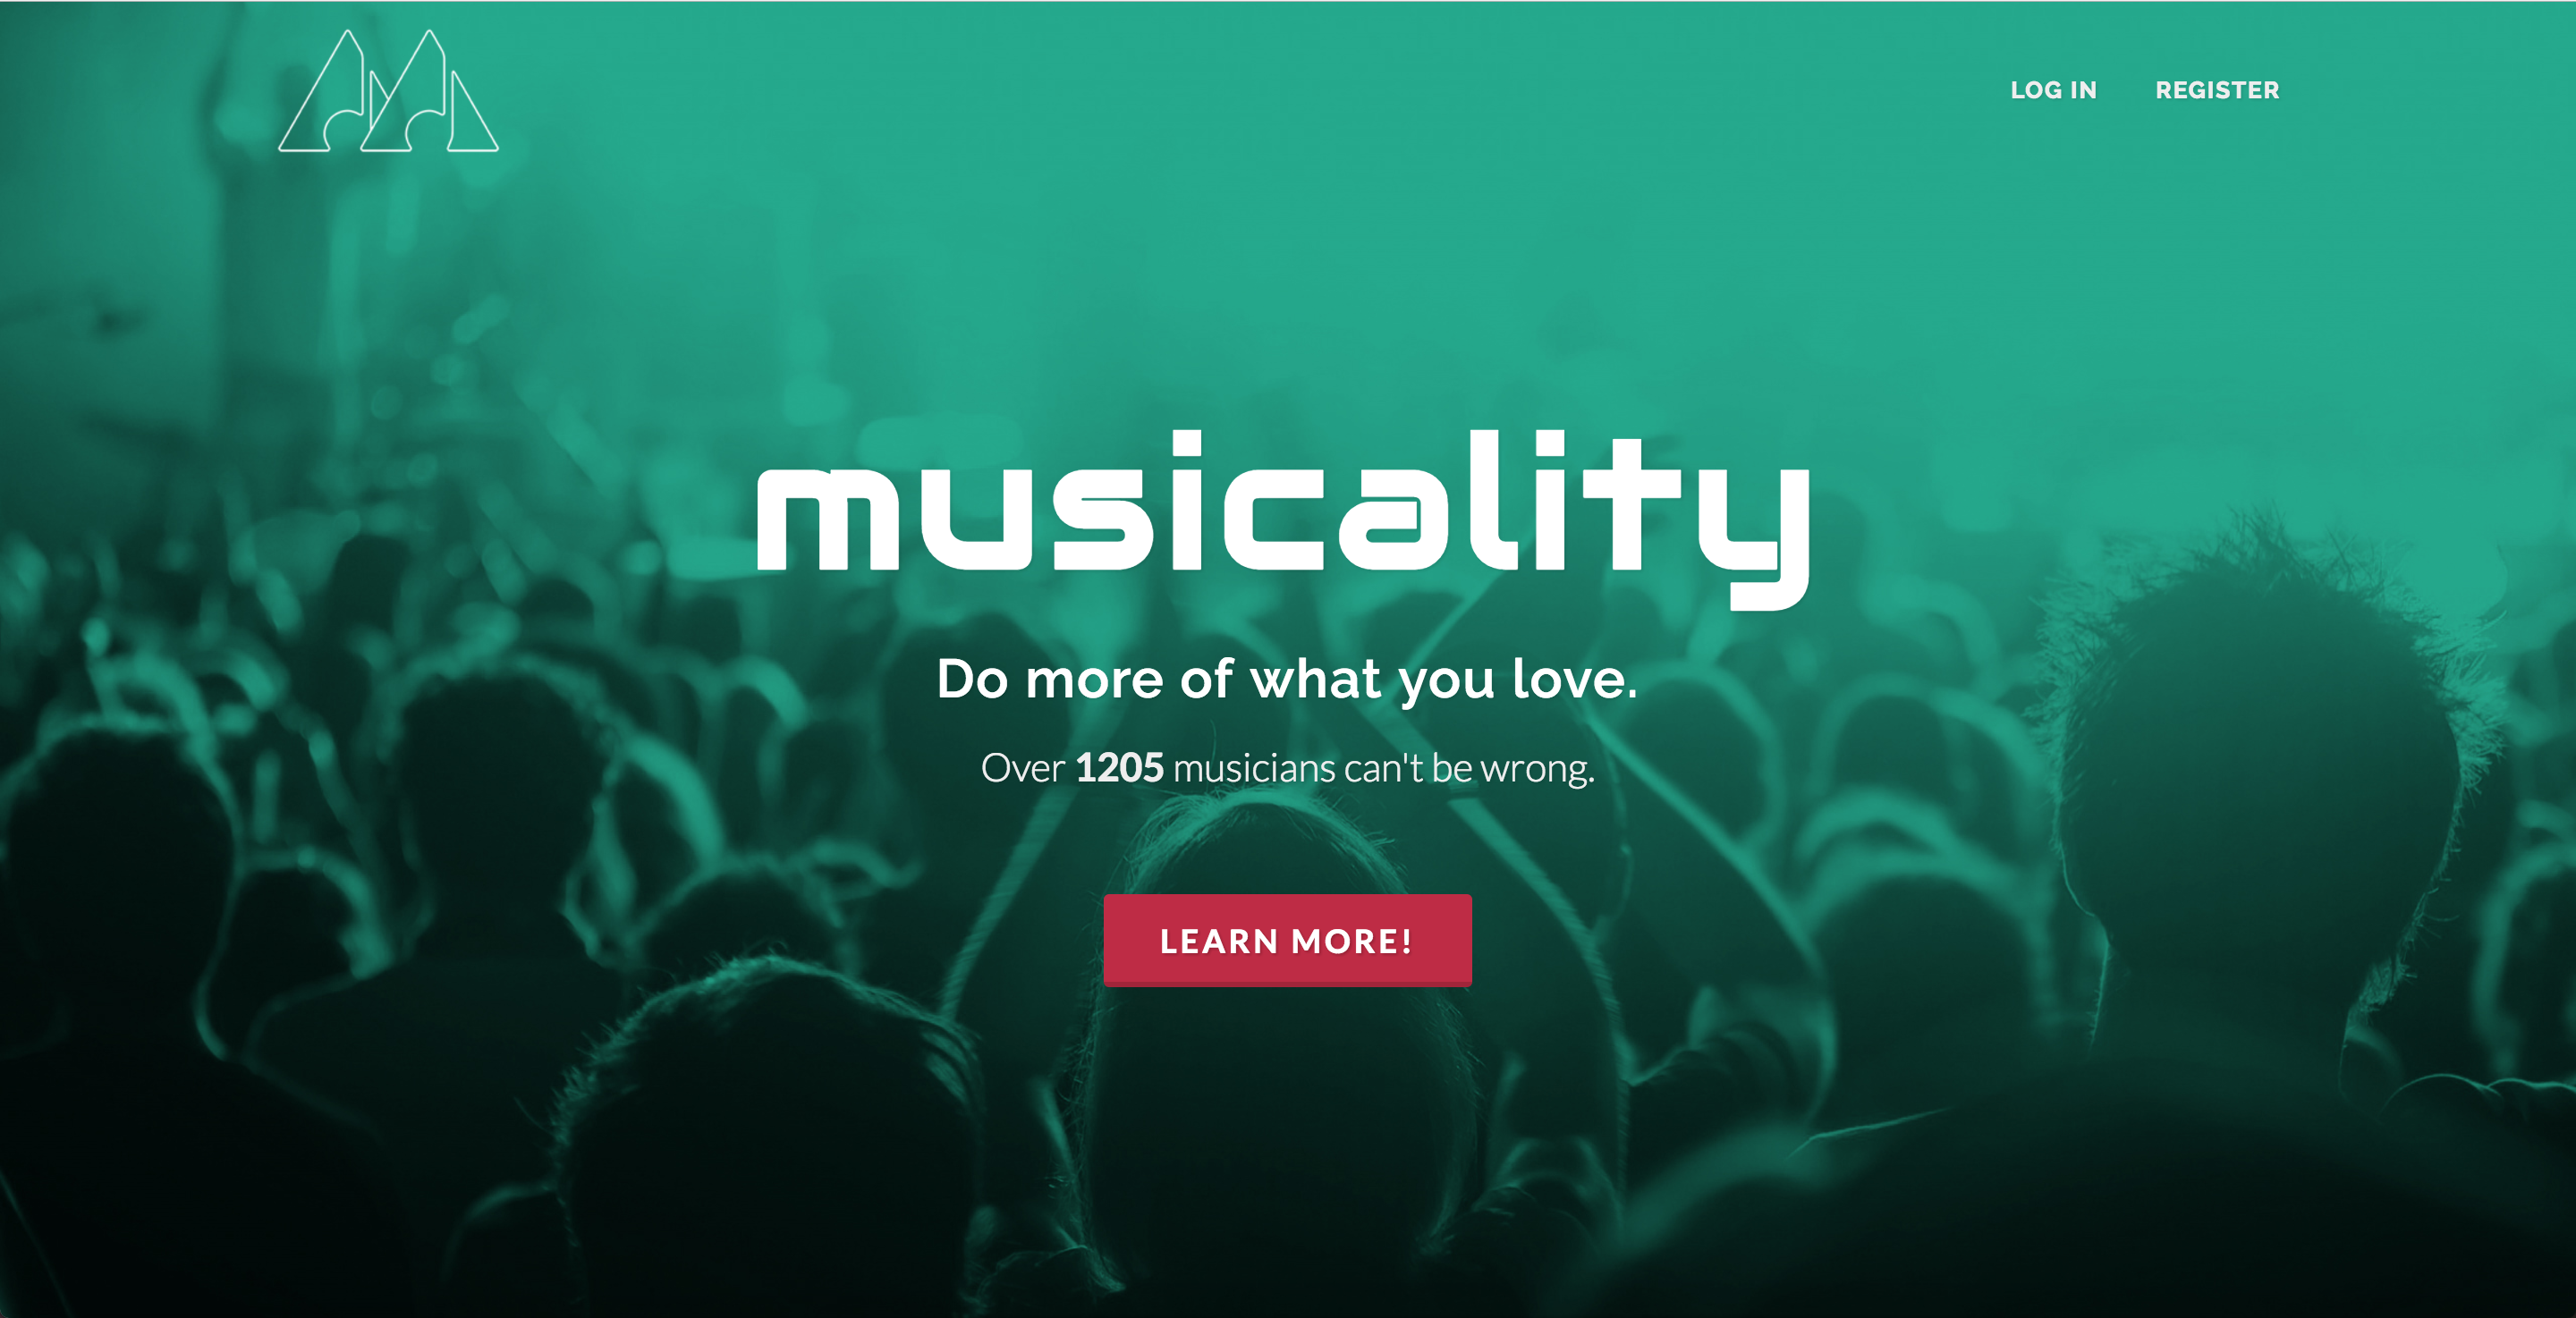 LOG IN REGISTER
musicality
Do more of what you love.
Over 1205 musicians can't be wrong.
LEARN MORE!